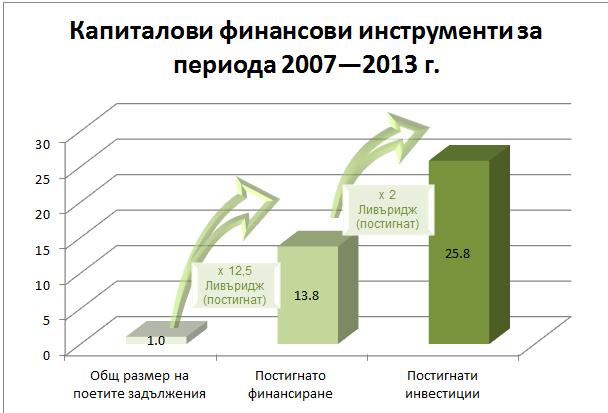 Капиталови финансови инструменти за
периода 2007—2013 г.
30
25
20
15
10
5
0
x 12,5
Ливъридж
(постигнат)
x 2
Ливъридж
(постигнат)
1.0
13.8
25.8
Общ размер на
поетите задължения
Постигнато
финансиране
Постигнати
инвестиции